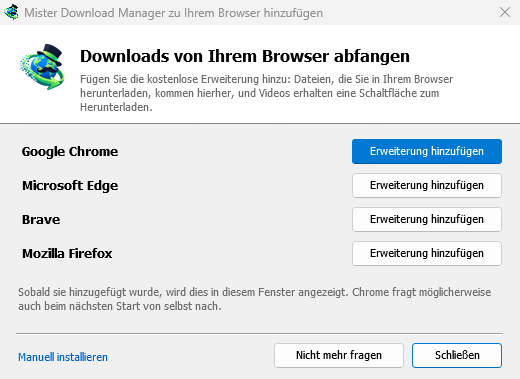 Mister Download Manager zu Ihrem Browser hinzufügen
Downloads von Ihrem Browser abfangen
Fügen Sie die kostenlose Erweiterung hinzu: Dateien, die Sie in Ihrem Browser
herunterladen, kommen hierher, und Videos erhalten eine Schaltfläche zum
Herunterladen.
Google Chrome
Erweiterung hinzufügen
Microsoft Edge
Erweiterung hinzufügen
Brave
Erweiterung hinzufügen
Mozilla Firefox
Erweiterung hinzufügen
Sobald sie hinzugefügt wurde, wird dies in diesem Fenster angezeigt. Chrome fragt möglicherweise
auch beim nächsten Start von selbst nach.
Manuell installieren
Nicht mehr fragen
Schließen